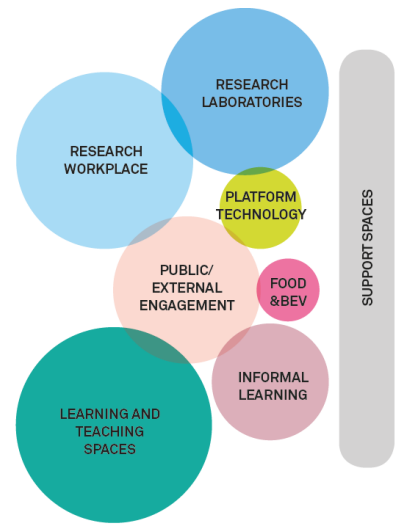 RESEARCH
LABORATORIES
RESEARCH
WORKPLACE
PLATFORM
TECHNOLOGY
PUBLIC/
EXTERNAL
ENGAGEMENT
FOOD
&BEV
SUPPORT SPACES
INFORMAL
LEARNING
LEARNING AND
TEACHING
SPACES